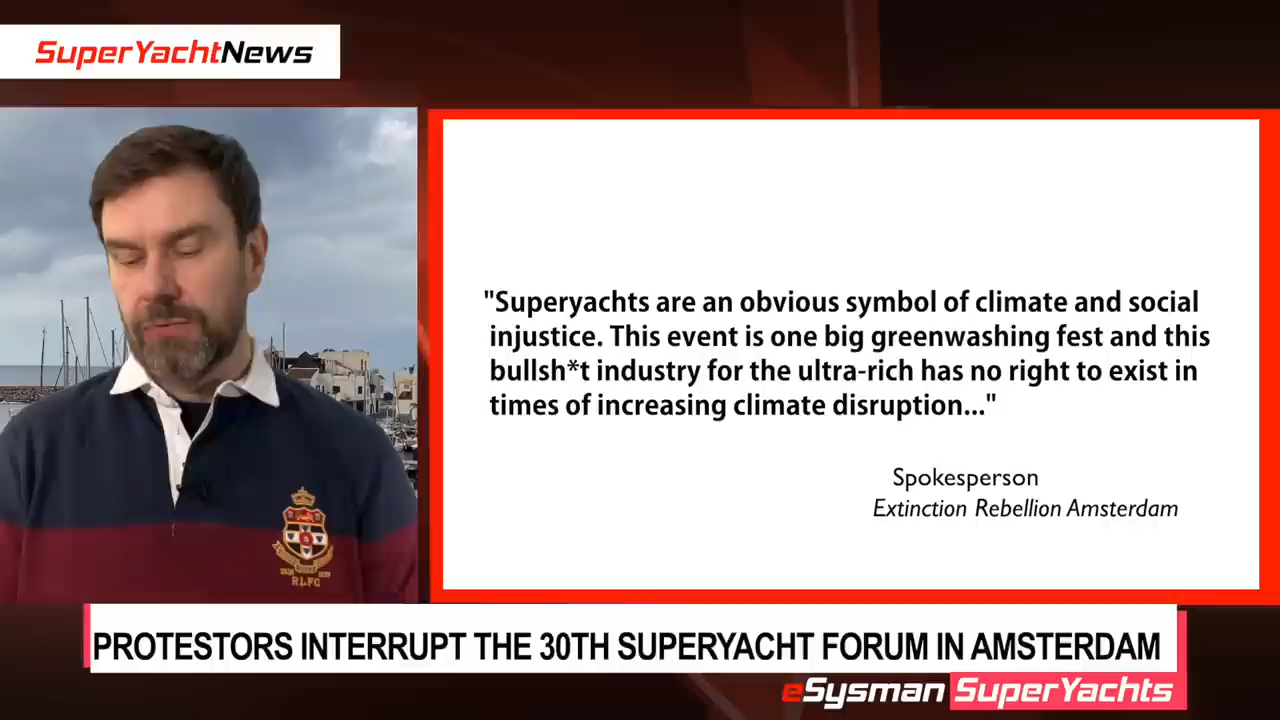 SuperYachtNews
"Superyachts are an obvious symbol of climate and social
injustice. This event is one big greenwashing fest and this
bullsh*t industry for the ultra-rich has no right to exist in
times of increasing climate disruption..."
Spokesperson
Extinction Rebellion Amsterdam
R.L.F.C
PROTESTORS INTERRUPT THE 30TH SUPERYACHT FORUM IN AMSTERDAM
eSysman SuperYachts